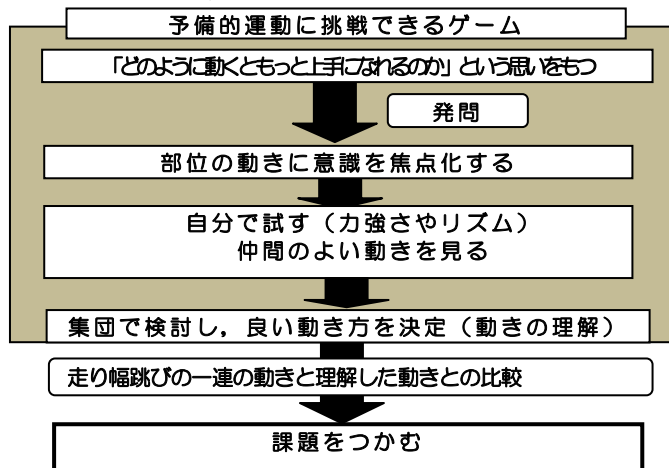 予備的運動に挑戦できるゲーム
「どのように動くともっと上手になれるのか」という思いをもつ
発問
部位の動きに意識を焦点化する
自分で試す（力強さやリズム）
仲間のよい動きを見る
集団で検討し，良い動き方を決定（動きの理解）
走り幅跳びの一連の動きと理解した動きとの比較
課題をつかむ